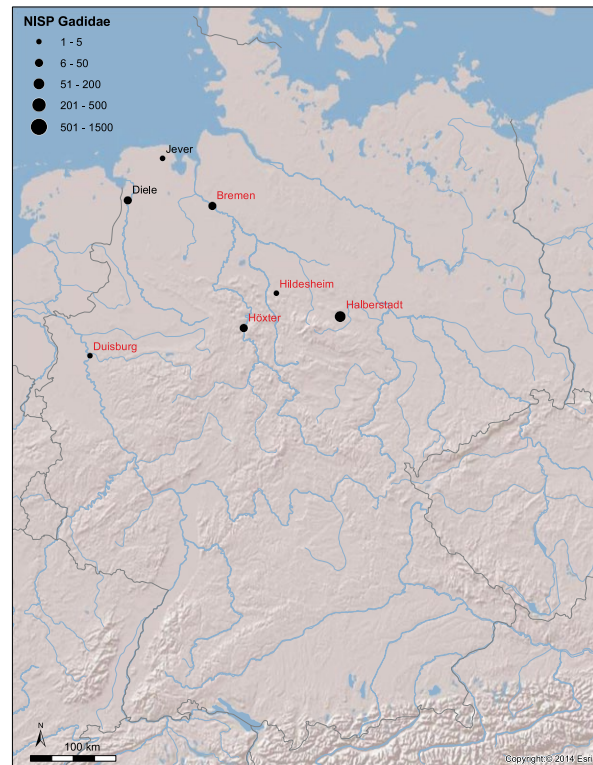 NISP Gadidae
1 - 5
6 - 50
51 - 200
201 - 500
501 - 1500
Jever
Diele
Bremen
Hildesheim
Halberstadt
Höxter
Duisburg
N
100 km
Copyright:© 2014 Esri